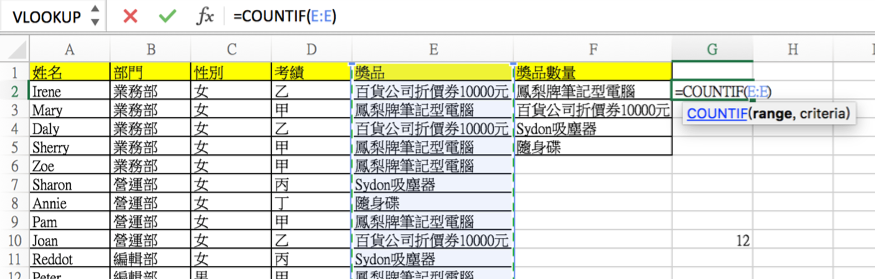 VLOOKUP fx =COUNTIF(E:E)
A B C D E F G H
1 姓名 部門 性別 考績 獎品 獎品數量
2 Irene 業務部 女 乙 百貨公司折價券10000元 鳳梨牌筆記型電腦 =COUNTIF(E:E)
3 Mary 業務部 女 甲 鳳梨牌筆記型電腦 百貨公司折價券10000元 COUNTIF(range, criteria)
4 Daly 業務部 女 乙 百貨公司折價券10000元 Sydon吸塵器
5 Sherry 業務部 女 甲 鳳梨牌筆記型電腦 隨身碟
6 Zoe 業務部 女 甲 鳳梨牌筆記型電腦
7 Sharon 營運部 女 丙 Sydon吸塵器
8 Annie 營運部 女 丁 隨身碟
9 Pam 營運部 女 甲 鳳梨牌筆記型電腦
10 Joan 營運部 女 乙 百貨公司折價券10000元 12
11 Reddot 編輯部 女 丙 Sydon吸塵器
12 Peter 編輯部 男 甲 鳳梨牌筆記型電腦